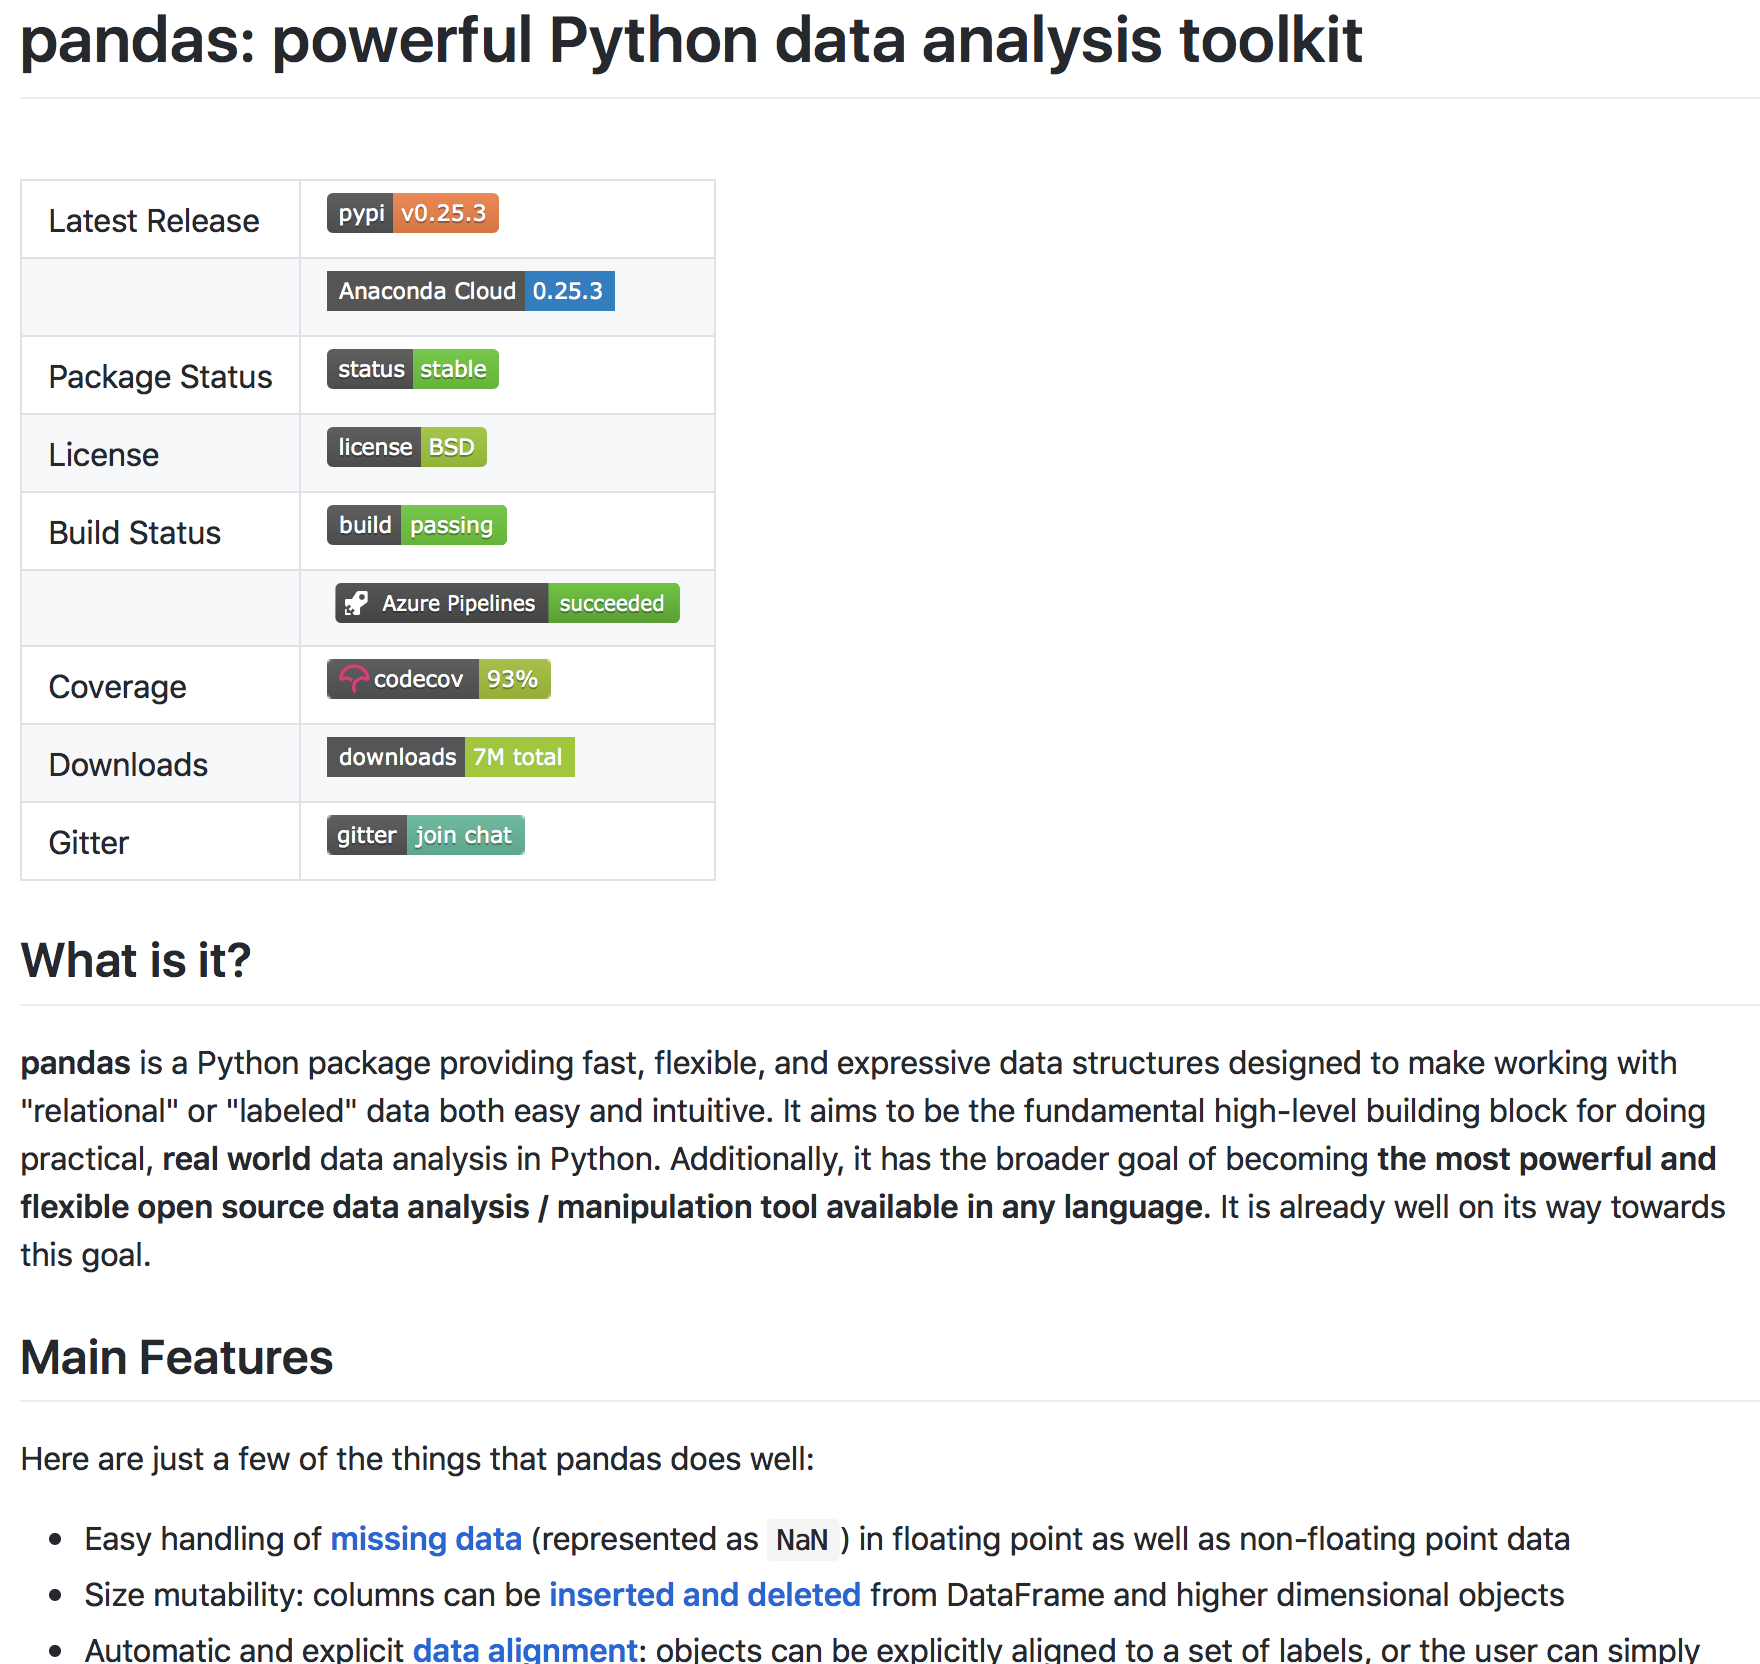 pandas: powerful Python data analysis toolkit
Latest Release pypi v0.25.3
Anaconda Cloud 0.25.3
Package Status status stable
License license BSD
Build Status build passing
Azure Pipelines succeeded
Coverage codecov 93%
Downloads downloads 7M total
Gitter gitter join chat
What is it?
pandas is a Python package providing fast, flexible, and expressive data structures designed to make working with
"relational" or "labeled" data both easy and intuitive. It aims to be the fundamental high-level building block for doing
practical, real world data analysis in Python. Additionally, it has the broader goal of becoming the most powerful and
flexible open source data analysis / manipulation tool available in any language. It is already well on its way towards
this goal.
Main Features
Here are just a few of the things that pandas does well:
• Easy handling of missing data (represented as NaN ) in floating point as well as non-floating point data
• Size mutability: columns can be inserted and deleted from DataFrame and higher dimensional objects
• Automatic and explicit data alignment: objects can be explicitly aligned to a set of labels, or the user can simply